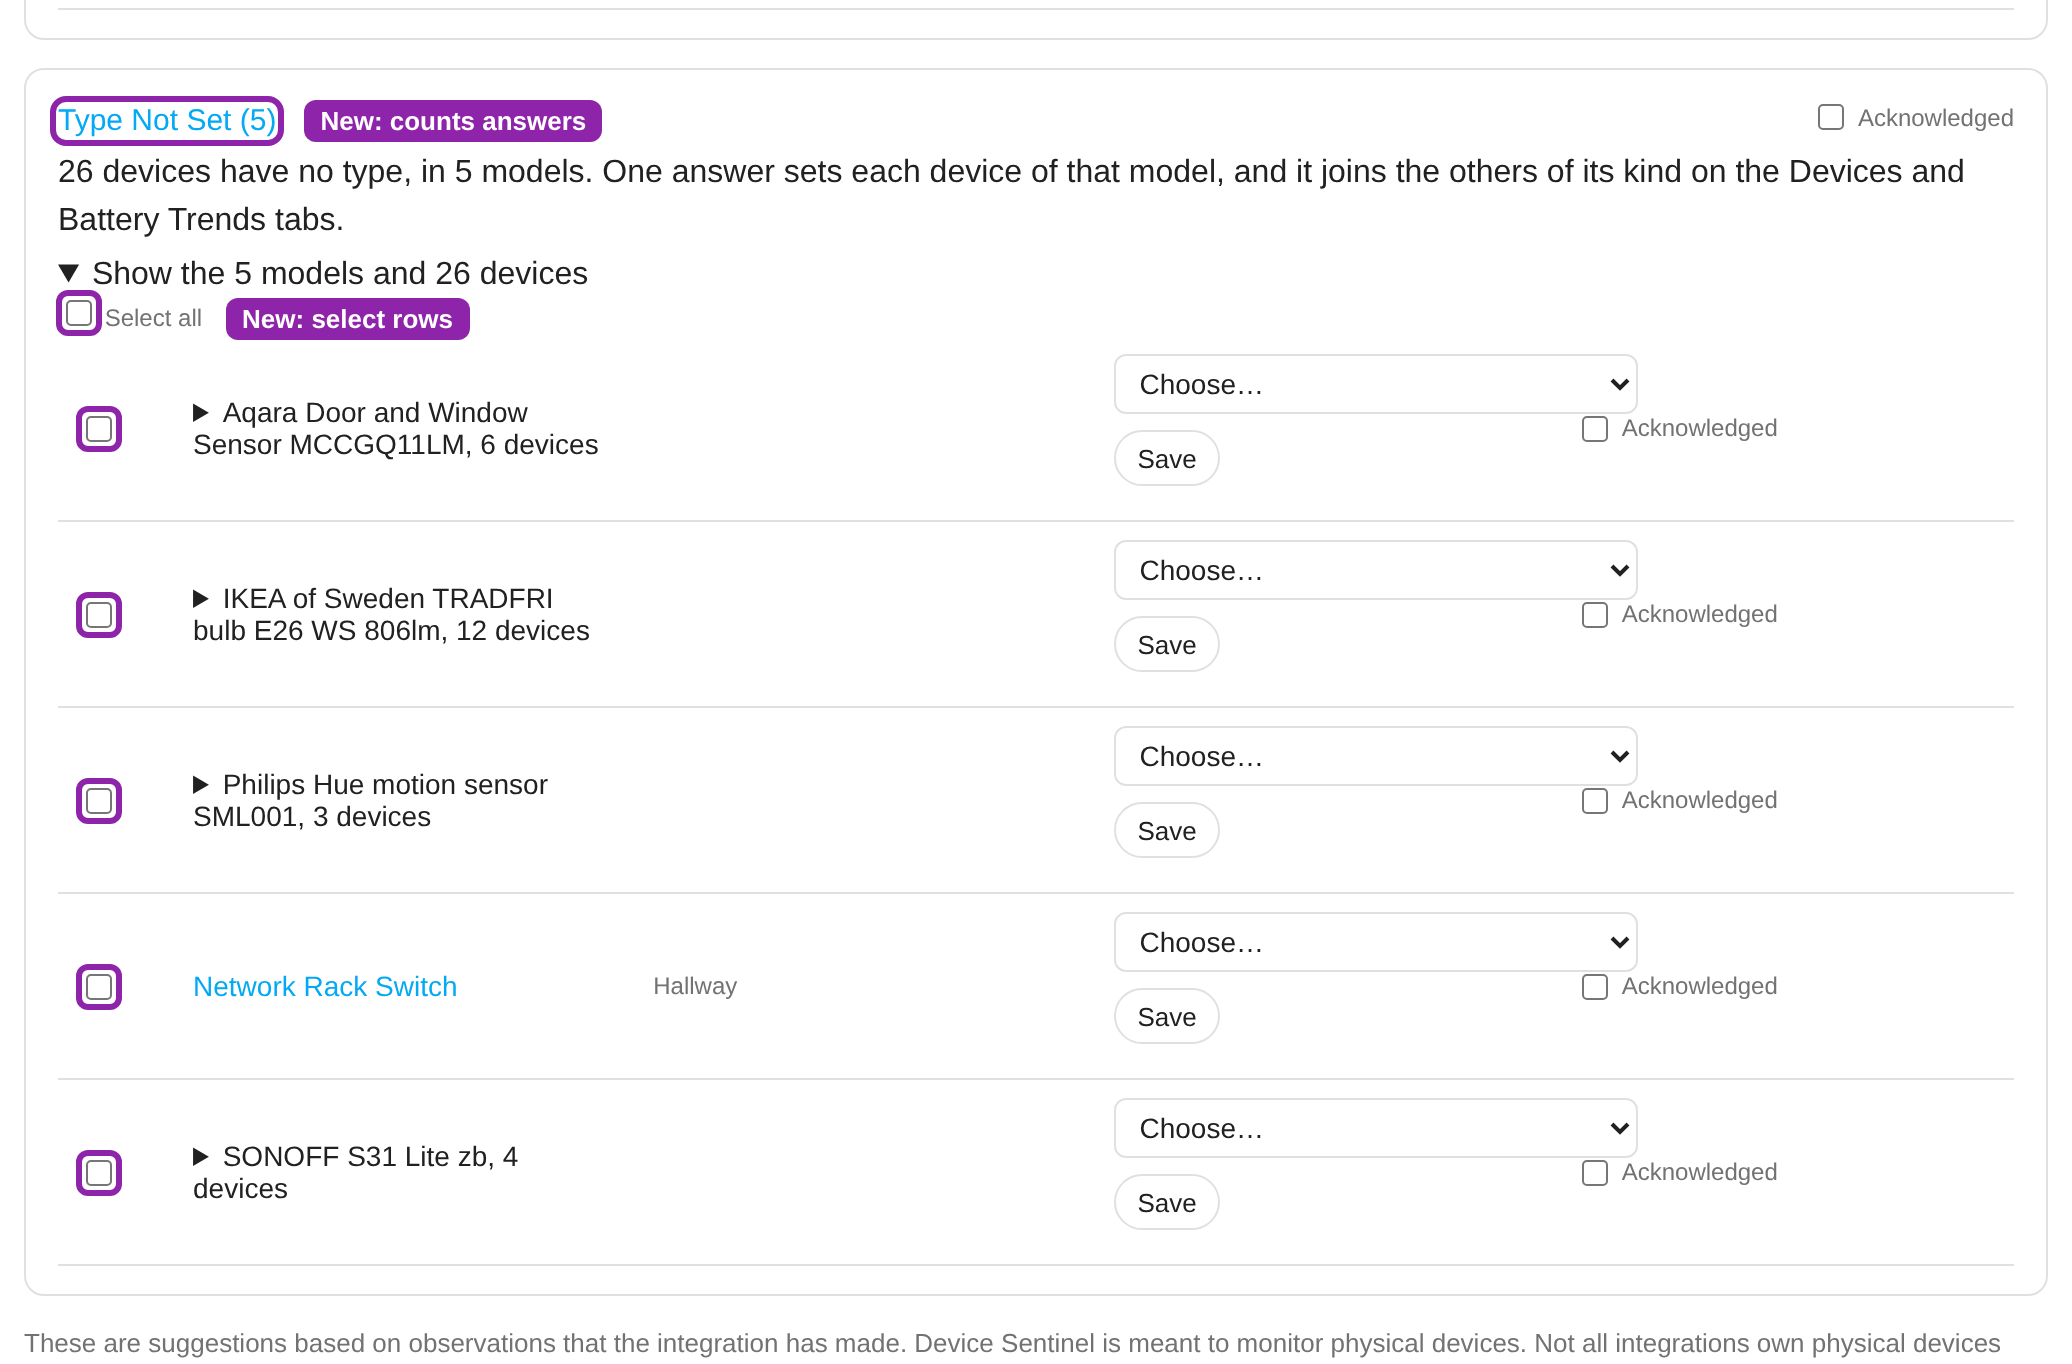 Type Not Set (5) New: counts answers Acknowledged
26 devices have no type, in 5 models. One answer sets each device of that model, and it joins the others of its kind on the Devices and
Battery Trends tabs.
Show the 5 models and 26 devices
Select all New: select rows
Choose…
Aqara Door and Window
Sensor MCCGQ11LM, 6 devices
Acknowledged
Save
Choose…
IKEA of Sweden TRADFRI
bulb E26 WS 806lm, 12 devices
Acknowledged
Save
Choose…
Philips Hue motion sensor
SML001, 3 devices
Acknowledged
Save
Choose…
Network Rack Switch Hallway Acknowledged
Save
Choose…
SONOFF S31 Lite zb, 4
devices
Acknowledged
Save
These are suggestions based on observations that the integration has made. Device Sentinel is meant to monitor physical devices. Not all integrations own physical devices